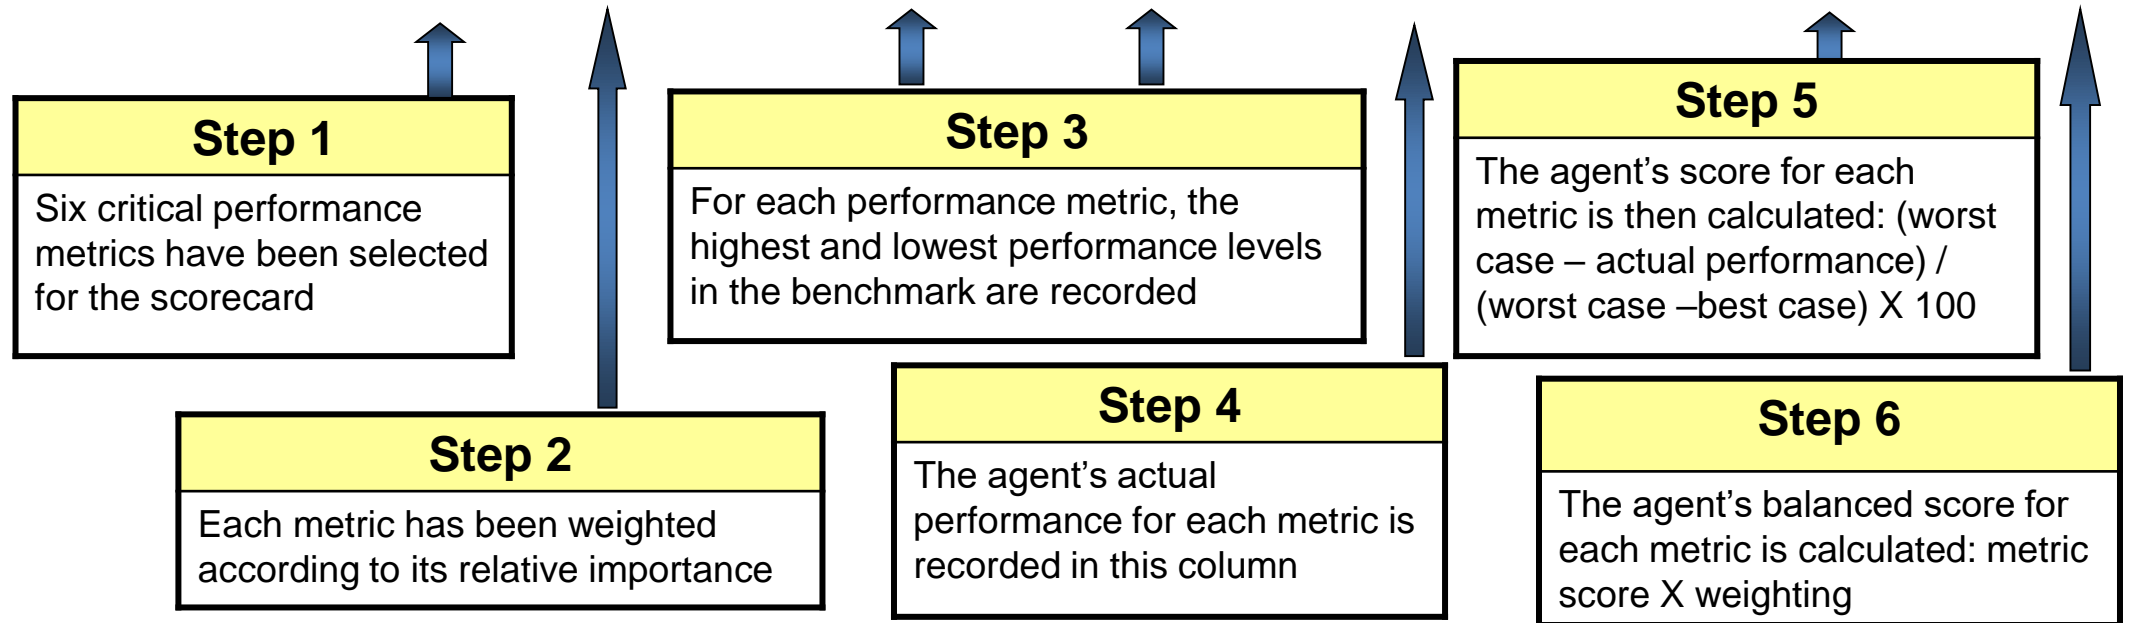 Step 1
Six critical performance
metrics have been selected
for the scorecard
Step 2
Each metric has been weighted
according to its relative importance
Step 3
For each performance metric, the
highest and lowest performance levels
in the benchmark are recorded
Step 4
The agent’s actual
performance for each metric is
recorded in this column
Step 5
The agent’s score for each
metric is then calculated: (worst
case – actual performance) /
(worst case –best case) X 100
Step 6
The agent’s balanced score for
each metric is calculated: metric
score X weighting